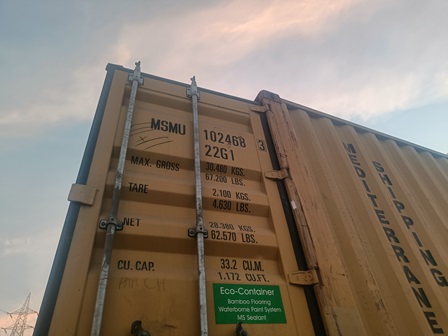 MSMU 102468 3
22G1
MAX. GROSS 30.480 KGS.
67.200 LBS.
TARE 2.100 KGS.
4.630 LBS.
NET 28.380 KGS.
62.570 LBS.
CU. CAP. 33.2 CU.M.
1.172 CU.FT.
Eco-Container
Bamboo Flooring
Waterborne Paint System
MS Sealant
MEDITERRANE
SHIPPING